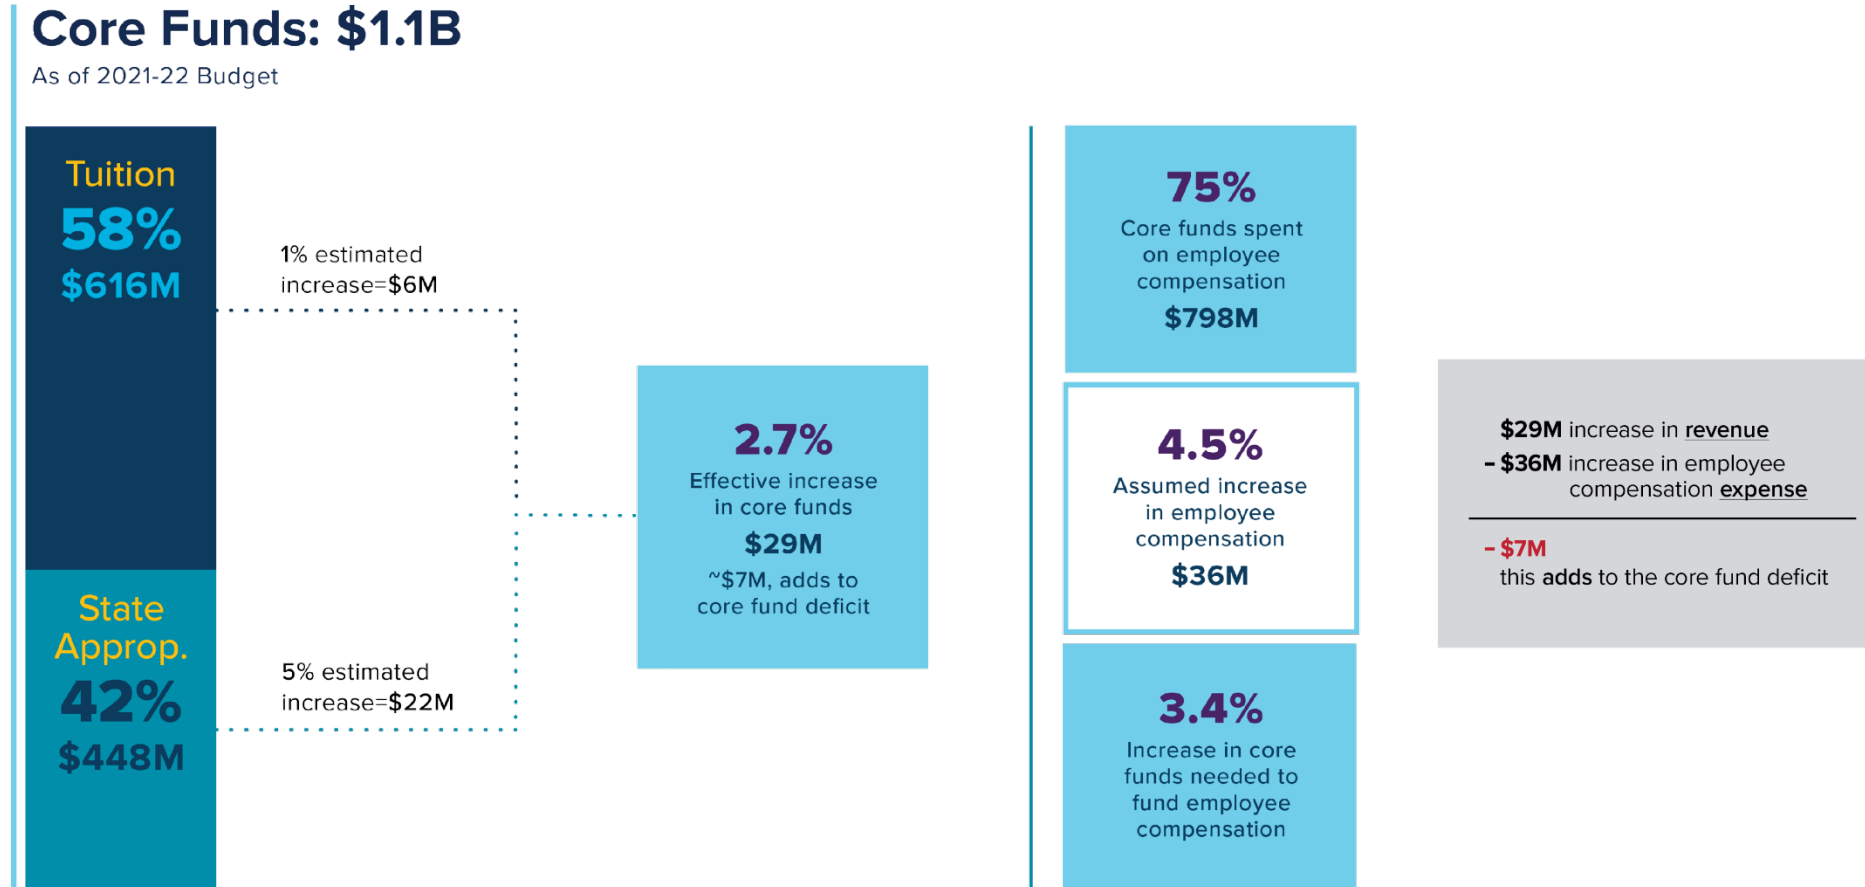 Core Funds: $1.1B
As of 2021-22 Budget
Tuition
58%
$616M
State
Approp.
42%
$448M
1% estimated
increase=$6M
5% estimated
increase=$22M
2.7%
Effective increase
in core funds
$29M
~$7M, adds to
core fund deficit
75%
Core funds spent
on employee
compensation
$798M
4.5%
Assumed increase
in employee
compensation
$36M
3.4%
Increase in core
funds needed to
fund employee
compensation
$29M increase in revenue
- $36M increase in employee
compensation expense
- $7M
this adds to the core fund deficit